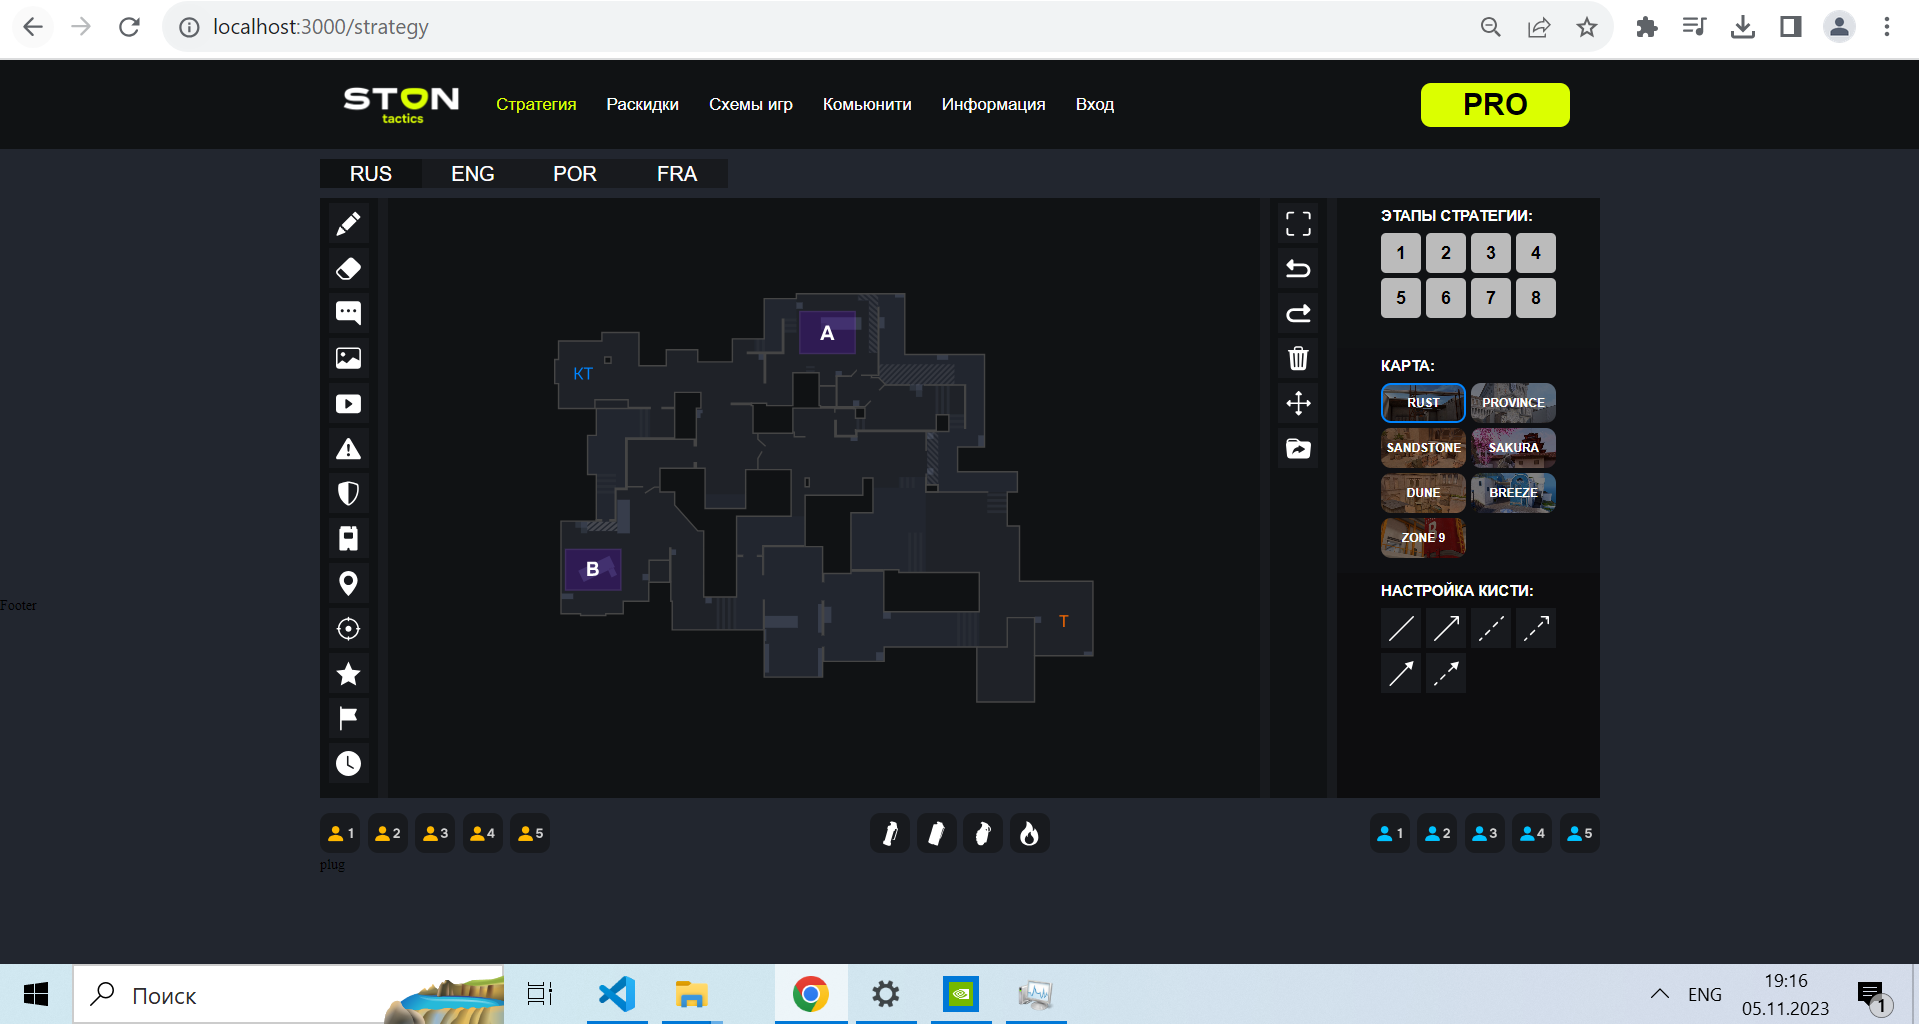 localhost:3000/strategy
STON
tactics
Стратегия Раскидки Схемы игр Комьюнити Информация Вход
PRO
RUS ENG POR FRA
ЭТАПЫ СТРАТЕГИИ:
1 2 3 4
5 6 7 8
A
КТ
B
T
КАРТА:
RUST PROVINCE
SANDSTONE SAKURA
DUNE BREEZE
ZONE 9
НАСТРОЙКА КИСТИ:
Footer
1 2 3 4 5
1 2 3 4 5
plug
Поиск
ENG
19:16
05.11.2023
1